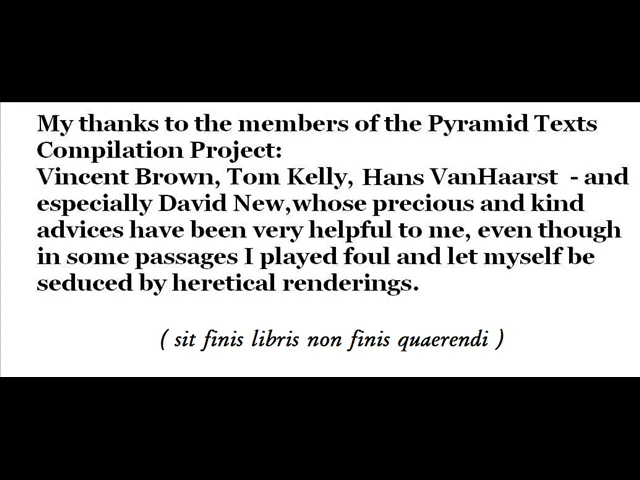 My thanks to the members of the Pyramid Texts
Compilation Project:
Vincent Brown, Tom Kelly, Hans VanHaarst - and
especially David New,whose precious and kind
advices have been very helpful to me, even though
in some passages I played foul and let myself be
seduced by heretical renderings.
( sit finis libris non finis quaerendi )